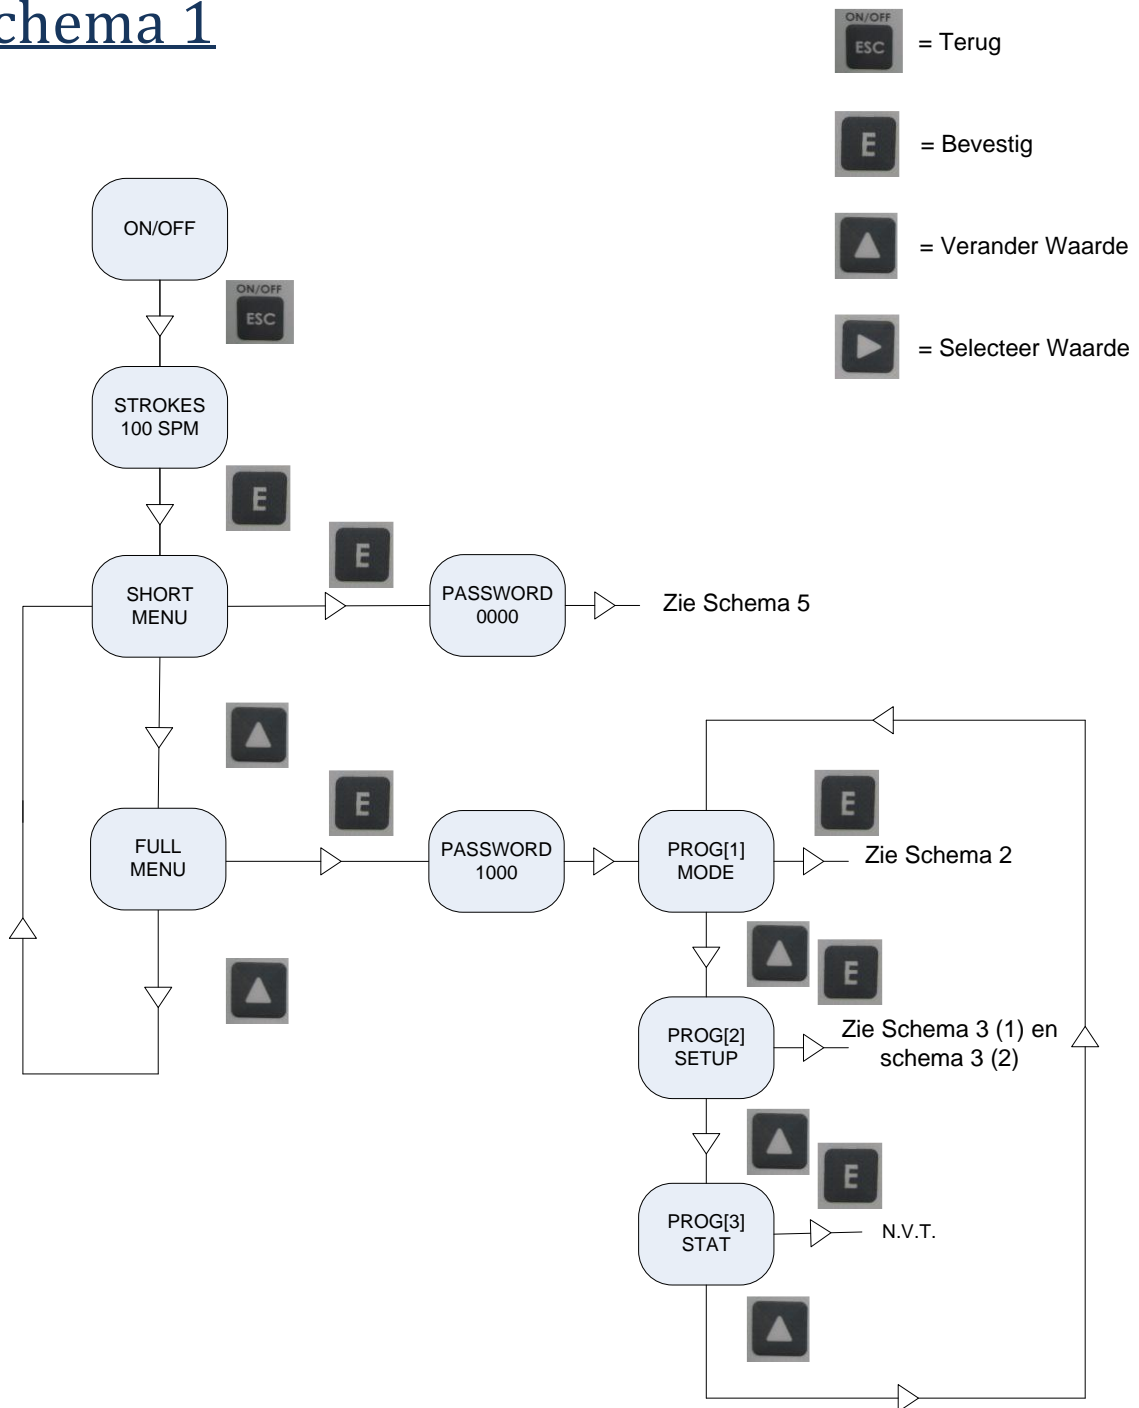 chema 1
ON/OFF
ESC
= Terug
E
= Bevestig
= Verander Waarde
= Selecteer Waarde
ON/OFF
ON/OFF
ESC
STROKES
100 SPM
E
E
SHORT
MENU
PASSWORD
0000
Zie Schema 5
E
E
FULL
MENU
PASSWORD
1000
PROG[1]
MODE
Zie Schema 2
E
PROG[2]
SETUP
Zie Schema 3 (1) en
schema 3 (2)
E
PROG[3]
STAT
N.V.T.